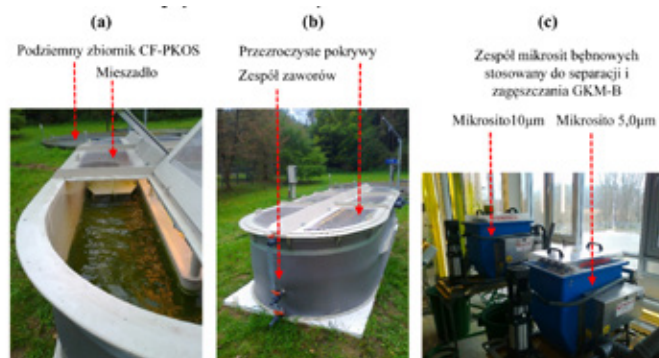 (a)
Podziemny zbiornik CF-PKOS
Mieszadło
(b)
Przezroczyste pokrywy
Zespół zaworów
(c)
Zespół mikrosit bębnowych
stosowany do separacji i
zagęszczania GKM-B
Mikrosito10μm Mikrosito 5,0μm